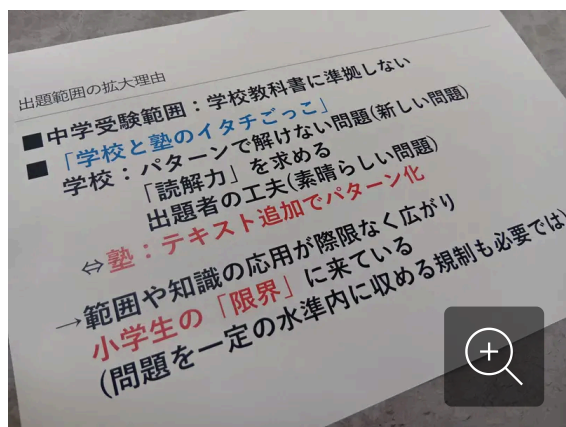 出題範囲の拡大理由
■中学受験範囲：学校教科書に準拠しない
■「学校と塾のイタチごっこ」
学校：パターンで解けない問題(新しい問題)
「読解力」を求める
出題者の工夫(素晴らしい問題)
⇔塾：テキスト追加でパターン化
→範囲や知識の応用が際限なく広がり
小学生の「限界」に来ている
(問題を一定の水準内に収める規制も必要では)